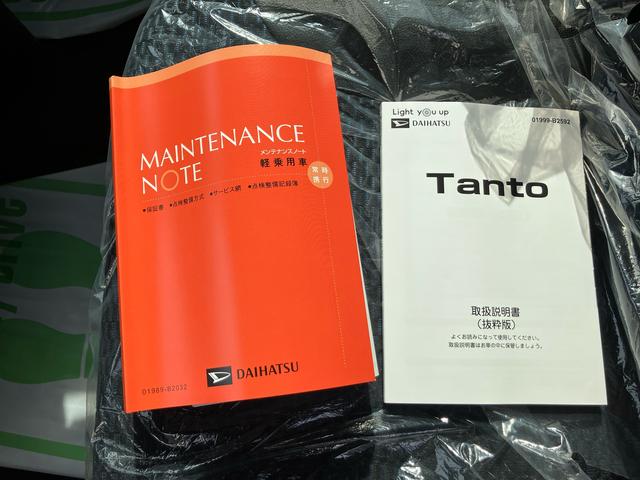 MAINTENANCE
NOTE
メンテナンスノート
軽乗用車
常時
携行
•保証書 •点検整備方式 •サービス網 •点検整備記録簿
DAIHATSU
01989-B2032
Light you up
DAIHATSU
01999-B2592
Tanto
取扱説明書
(抜粋版)
よくお読みになって使用してください。
取扱説明書はお車の中に保管しましょう。